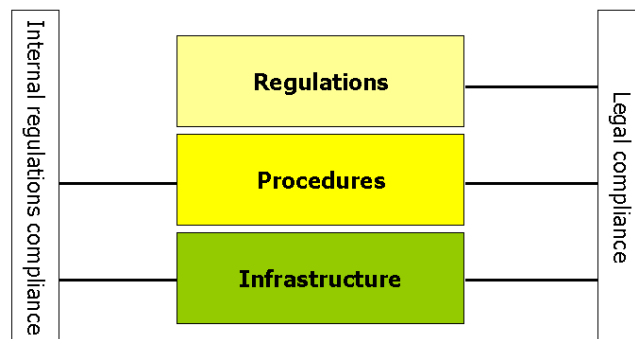 Internal regulations compliance
Regulations
Procedures
Infrastructure
Legal compliance